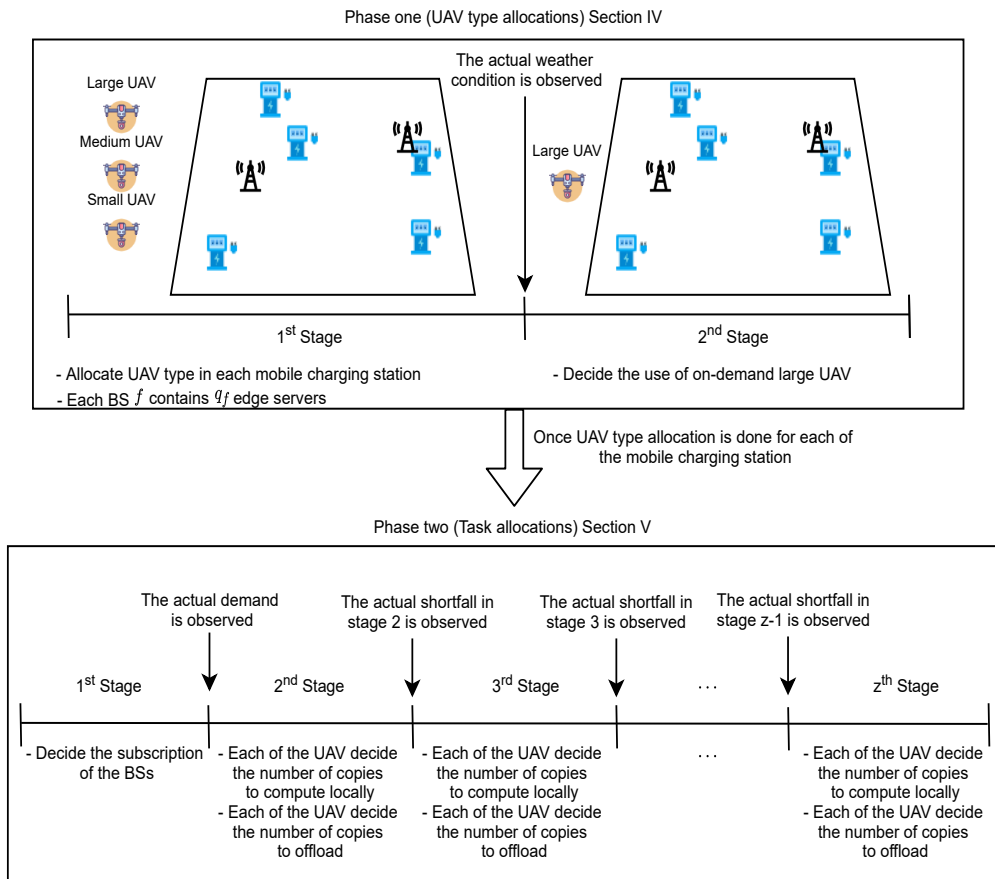 Phase one (UAV type allocations) Section IV
The actual weather
condition is observed
Large UAV
Medium UAV
Small UAV
Large UAV
1st Stage
2nd Stage
- Allocate UAV type in each mobile charging station
- Each BS f contains q_f edge servers
- Decide the use of on-demand large UAV
Once UAV type allocation is done for each of
the mobile charging station
Phase two (Task allocations) Section V
The actual demand
is observed
The actual shortfall in
stage 2 is observed
The actual shortfall in
stage 3 is observed
The actual shortfall in
stage z-1 is observed
1st Stage
2nd Stage
3rd Stage
...
zth Stage
- Decide the subscription
of the BSs
- Each of the UAV decide
the number of copies
to compute locally
- Each of the UAV decide
the number of copies
to offload
- Each of the UAV decide
the number of copies
to compute locally
- Each of the UAV decide
the number of copies
to offload
...
- Each of the UAV decide
the number of copies
to compute locally
- Each of the UAV decide
the number of copies
to offload